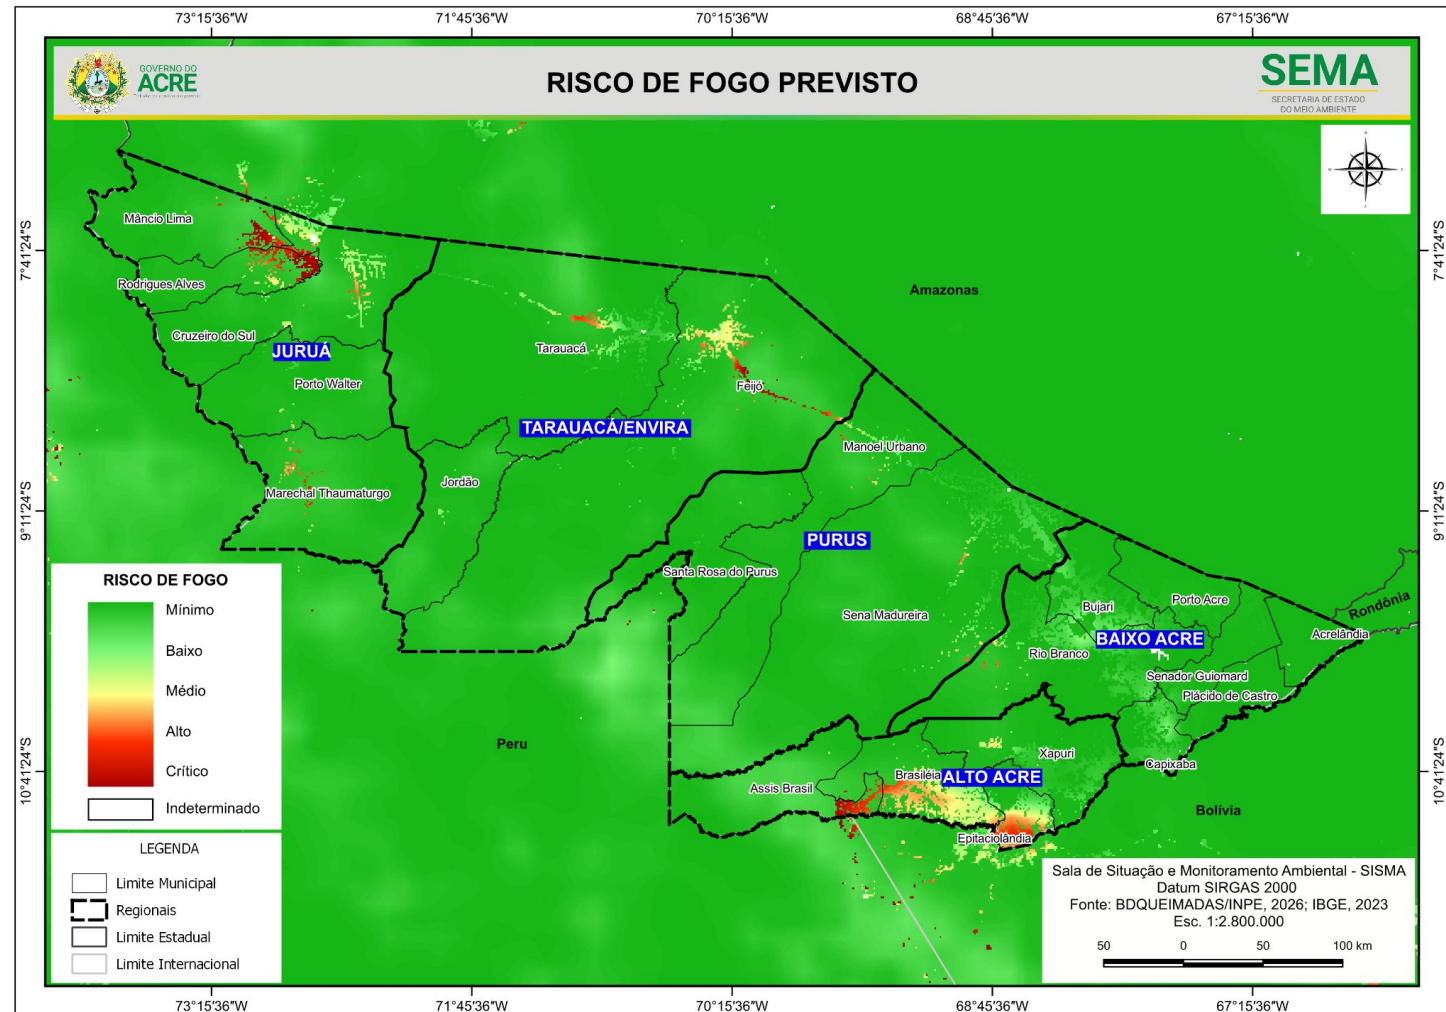 73°15'36"W
71°45'36"W
70°15'36"W
68°45'36"W
67°15'36"W
GOVERNO DO
ACRE
RISCO DE FOGO PREVISTO
SEMA
SECRETARIA DE ESTADO
DO MEIO AMBIENTE
7°41'24"S
7°41'24"S
9°11'24"S
9°11'24"S
10°41'24"S
10°41'24"S
Mâncio Lima
Rodrigues Alves
Cruzeiro do Sul
JURUÁ
Porto Walter
Marechal Thaumaturgo
Tarauacá
Feijó
TARAUACÁ/ENVIRA
Jordão
Amazonas
Manoel Urbano
PURUS
Santa Rosa do Purus
Sena Madureira
Bujari
Porto Acre
BAIXO ACRE
Rio Branco
Acrelândia
Rondônia
Senador Guiomard
Plácido de Castro
Xapuri
Capixaba
Brasiléia
ALTO ACRE
Assis Brasil
Epitaciolândia
Peru
Bolívia
RISCO DE FOGO
Mínimo
Baixo
Médio
Alto
Crítico
Indeterminado
LEGENDA
Limite Municipal
Regionais
Limite Estadual
Limite Internacional
Sala de Situação e Monitoramento Ambiental - SISMA
Datum SIRGAS 2000
Fonte: BDQUEIMADAS/INPE, 2026; IBGE, 2023
Esc. 1:2.800.000
50 0 50 100 km
73°15'36"W
71°45'36"W
70°15'36"W
68°45'36"W
67°15'36"W